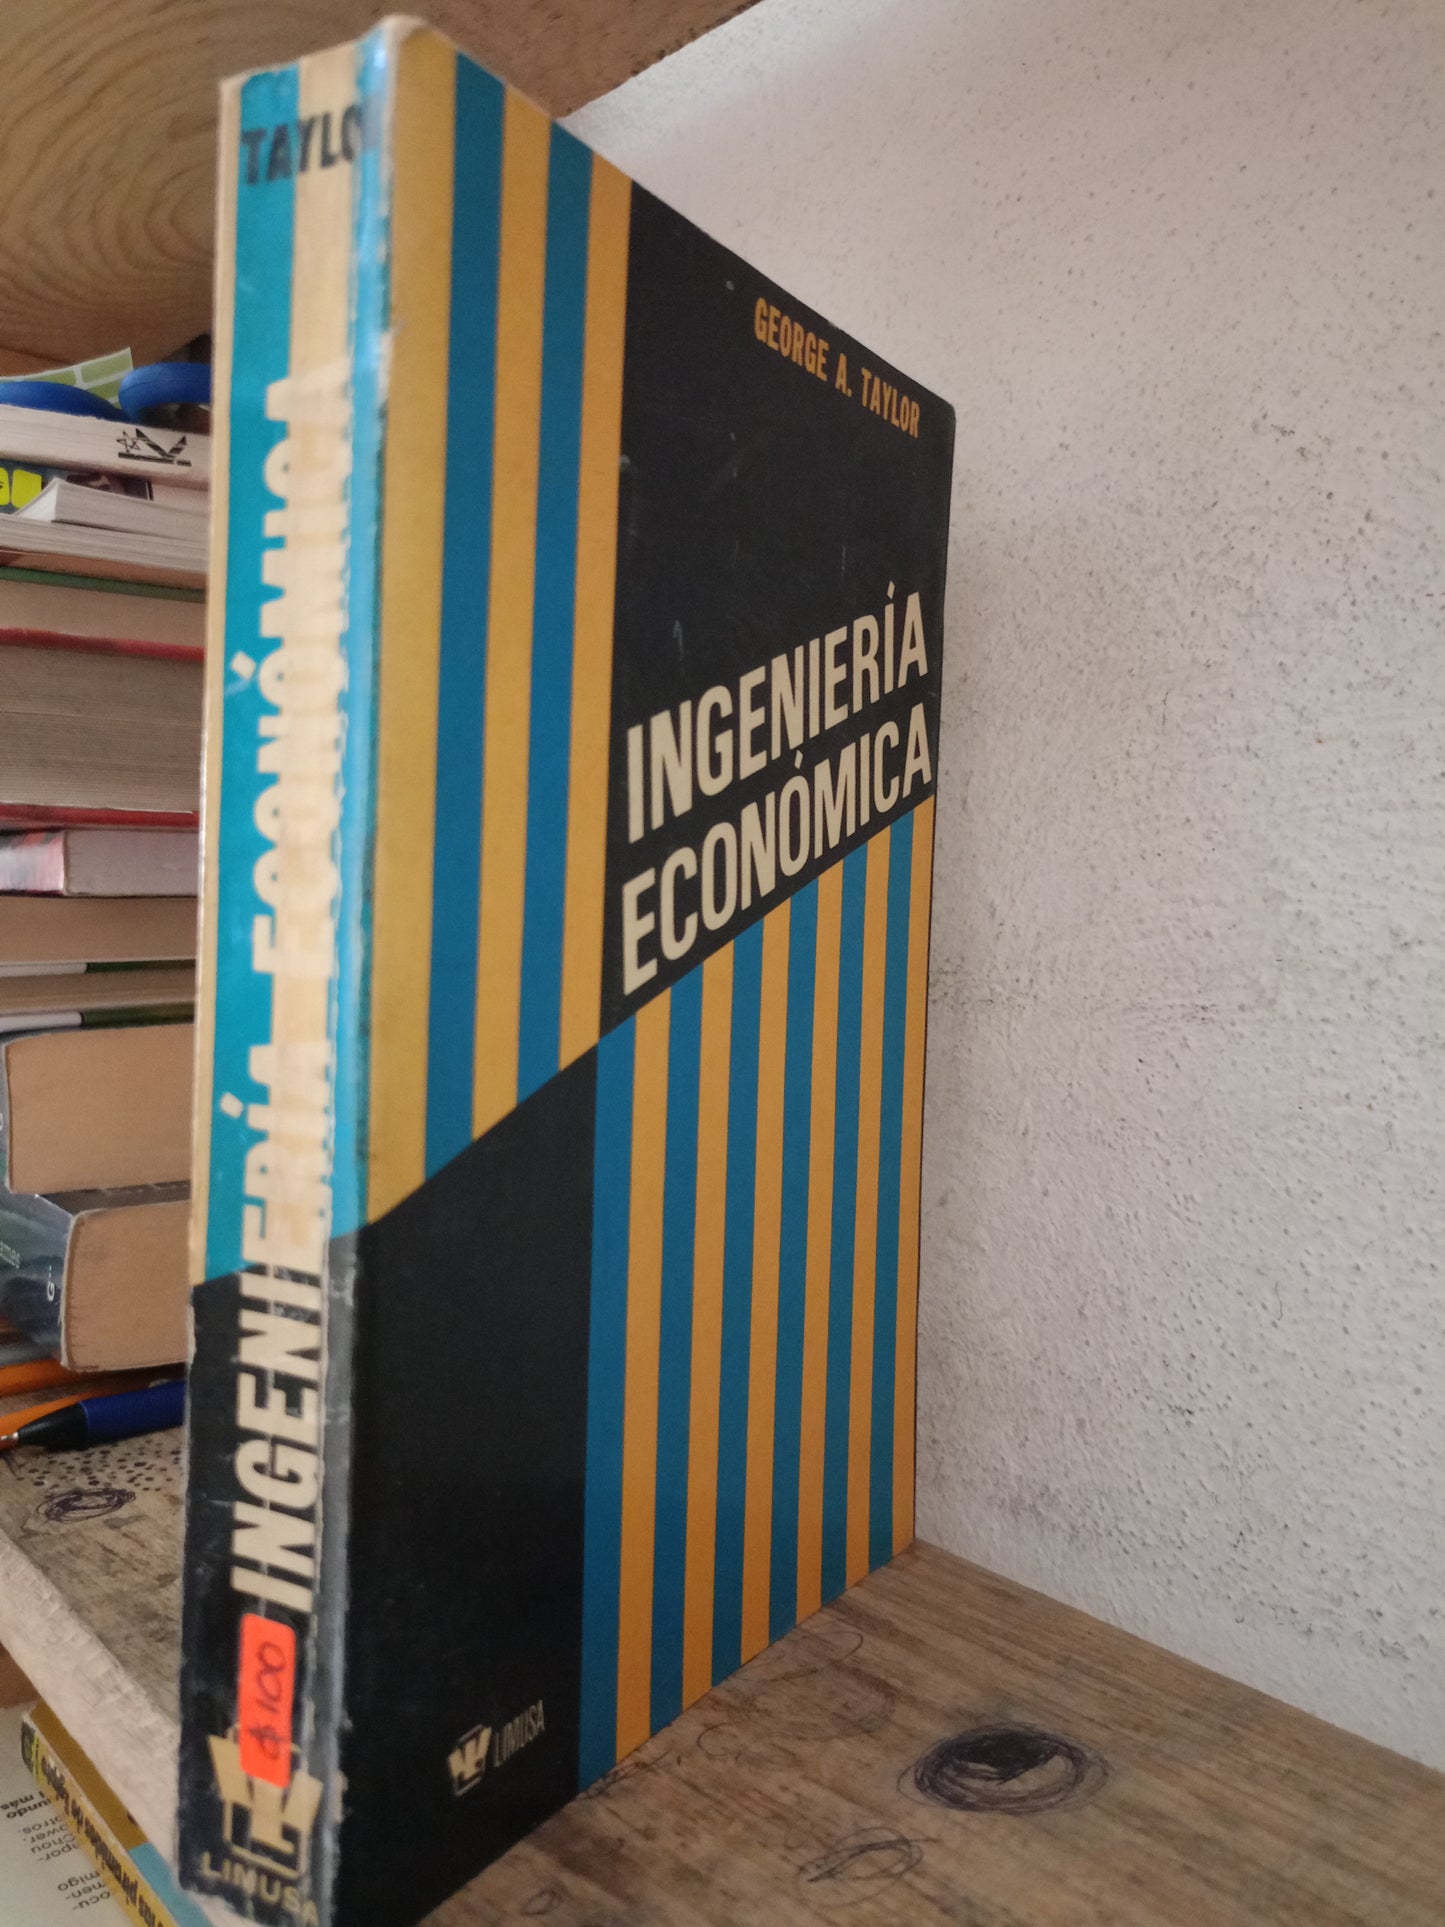 TAYLO
INGENIERÍA ECONÓMICA
$100
LIMUSA
GEORGE A. TAYLOR
INGENIERÍA
ECONÓMICA
LIMUSA